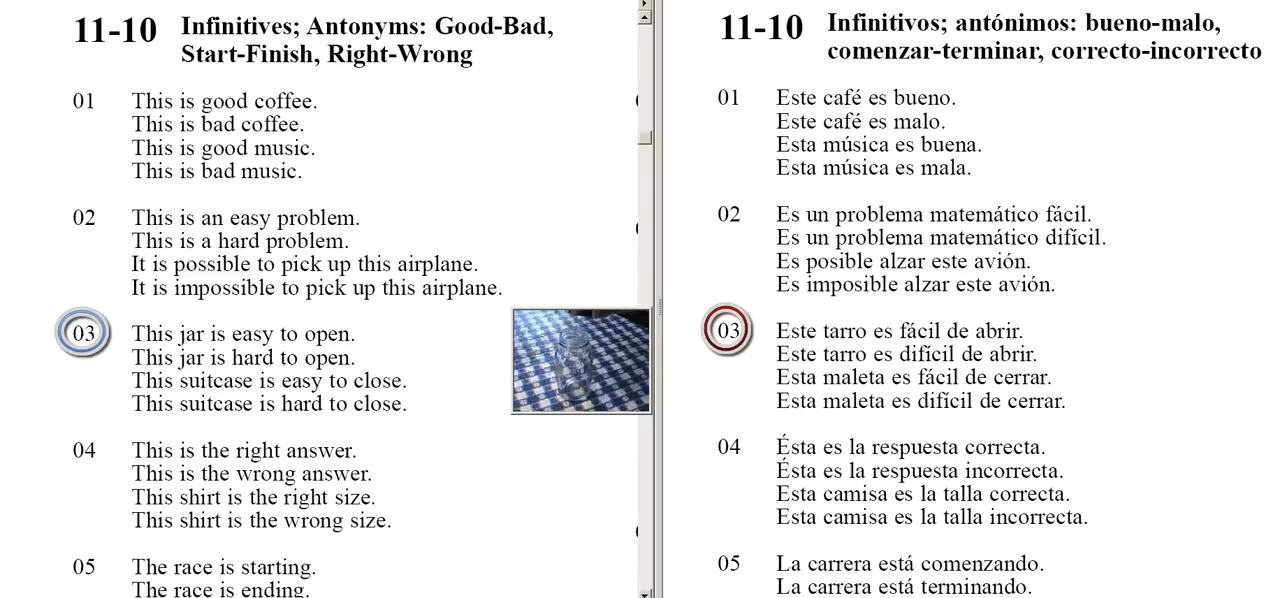 11-10 Infinitives; Antonyms: Good-Bad,
Start-Finish, Right-Wrong
01 This is good coffee.
This is bad coffee.
This is good music.
This is bad music.
02 This is an easy problem.
This is a hard problem.
It is possible to pick up this airplane.
It is impossible to pick up this airplane.
03 This jar is easy to open.
This jar is hard to open.
This suitcase is easy to close.
This suitcase is hard to close.
04 This is the right answer.
This is the wrong answer.
This shirt is the right size.
This shirt is the wrong size.
05 The race is starting.
The race is ending.
11-10 Infinitivos; antónimos: bueno-malo,
comenzar-terminar, correcto-incorrecto
01 Este café es bueno.
Este café es malo.
Esta música es buena.
Esta música es mala.
02 Es un problema matemático fácil.
Es un problema matemático difícil.
Es posible alzar este avión.
Es imposible alzar este avión.
03 Este tarro es fácil de abrir.
Este tarro es difícil de abrir.
Esta maleta es fácil de cerrar.
Esta maleta es difícil de cerrar.
04 Ésta es la respuesta correcta.
Ésta es la respuesta incorrecta.
Esta camisa es la talla correcta.
Esta camisa es la talla incorrecta.
05 La carrera está comenzando.
La carrera está terminando.